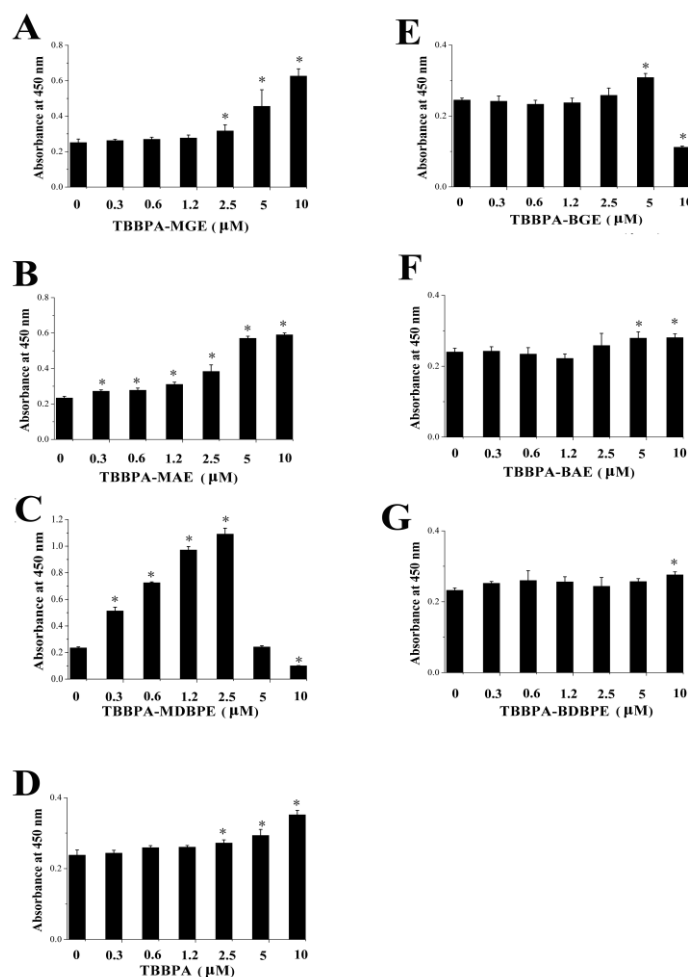 A
Absorbance at 450 nm
0.8
0.6
0.4
0.2
0.0
*
*
*
0 0.3 0.6 1.2 2.5 5 10
TBBPA-MGE (μM)
B
Absorbance at 450 nm
0.8
0.6
0.4
0.2
0.0
*
*
*
*
*
*
0 0.3 0.6 1.2 2.5 5 10
TBBPA-MAE (μM)
C
Absorbance at 450 nm
1.2
1.0
0.8
0.6
0.4
0.2
0.0
*
*
*
*
*
0 0.3 0.6 1.2 2.5 5 10
TBBPA-MDBPE (μM)
D
Absorbance at 450 nm
0.4
0.2
0.0
*
*
*
0 0.3 0.6 1.2 2.5 5 10
TBBPA (μM)
E
Absorbance at 450 nm
0.4
0.2
0.0
*
*
0 0.3 0.6 1.2 2.5 5 10
TBBPA-BGE (μM)
F
Absorbance at 450 nm
0.4
0.2
0.0
*
*
0 0.3 0.6 1.2 2.5 5 10
TBBPA-BAE (μM)
G
Absorbance at 450 nm
0.4
0.2
0.0
*
0 0.3 0.6 1.2 2.5 5 10
TBBPA-BDBPE (μM)